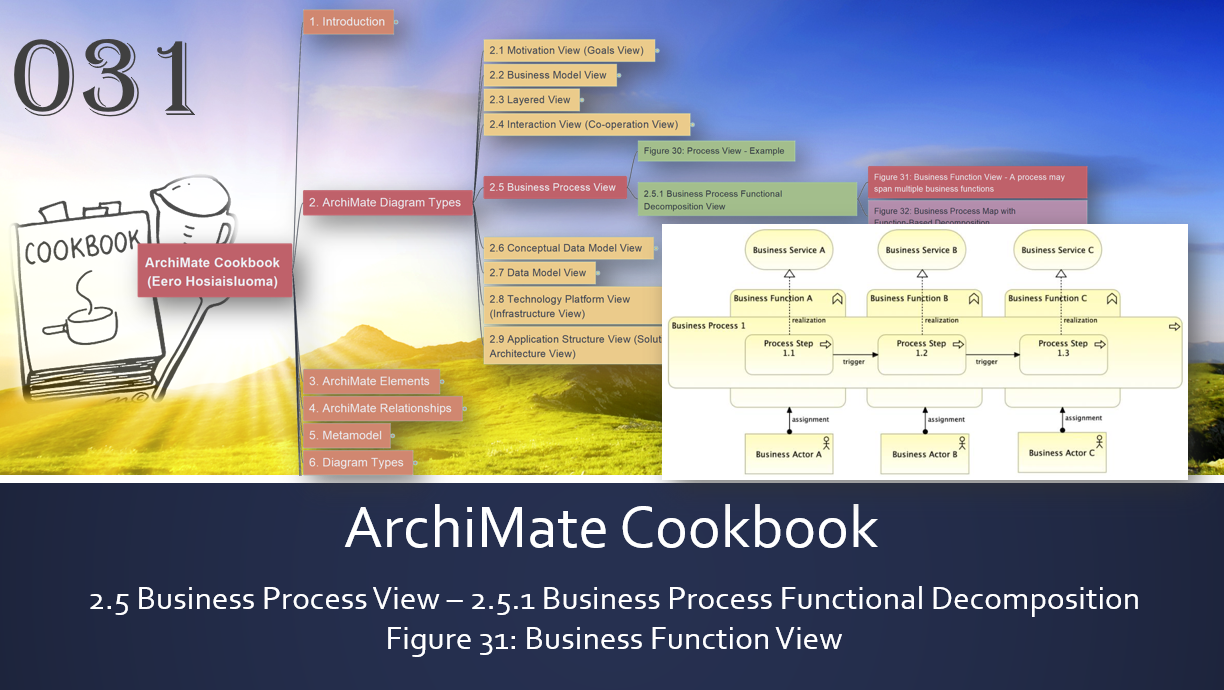 031
COOKBOOK
ArchiMate Cookbook
(Eero Hosiaisluoma)
1. Introduction
2. ArchiMate Diagram Types
2.1 Motivation View (Goals View)
2.2 Business Model View
2.3 Layered View
2.4 Interaction View (Co-operation View)
2.5 Business Process View
Figure 30: Process View - Example
2.5.1 Business Process Functional
Decomposition View
Figure 31: Business Function View - A process may
span multiple business functions
Figure 32: Business Process Map with
Function-Based Decomposition
2.6 Conceptual Data Model View
2.7 Data Model View
2.8 Technology Platform View
(Infrastructure View)
2.9 Application Structure View (Solut
Architecture View)
3. ArchiMate Elements
4. ArchiMate Relationships
5. Metamodel
6. Diagram Types
Business Service A
Business Service B
Business Service C
Business Function A
Business Function B
Business Function C
realization
realization
realization
Business Process 1
Process Step
1.1
trigger
Process Step
1.2
trigger
Process Step
1.3
assignment
assignment
assignment
Business Actor A
Business Actor B
Business Actor C
ArchiMate Cookbook
2.5 Business Process View – 2.5.1 Business Process Functional Decomposition
Figure 31: Business Function View